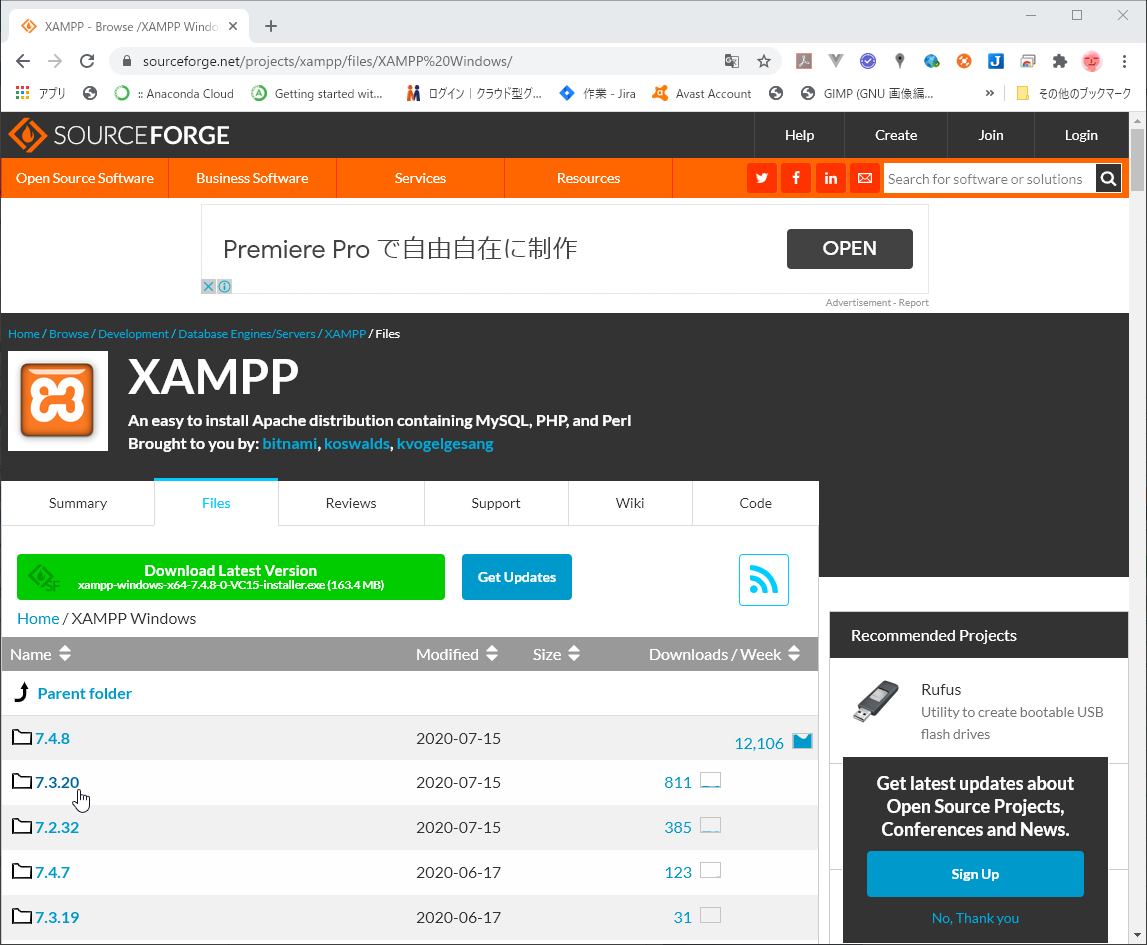 XAMPP - Browse /XAMPP Windo
sourceforge.net/projects/xampp/files/XAMPP%20Windows/
アプリ
:: Anaconda Cloud
Getting started wit...
ログイン | クラウド型グ...
作業 - Jira
Avast Account
GIMP (GNU 画像編...
»
その他のブックマーク
SOURCEFORGE
Help
Create
Join
Login
Open Source Software
Business Software
Services
Resources
Search for software or solutions
Premiere Pro で自由自在に制作
OPEN
Advertisement - Report
Home / Browse / Development / Database Engines/Servers / XAMPP / Files
XAMPP
An easy to install Apache distribution containing MySQL, PHP, and Perl
Brought to you by: bitnami, koswalds, kvogelgesang
Summary
Files
Reviews
Support
Wiki
Code
Download Latest Version
xampp-windows-x64-7.4.8-0-VC15-installer.exe (163.4 MB)
Get Updates
Home / XAMPP Windows
Name
Modified
Size
Downloads / Week
Parent folder
7.4.8 2020-07-15 12,106
7.3.20 2020-07-15 811
7.2.32 2020-07-15 385
7.4.7 2020-06-17 123
7.3.19 2020-06-17 31
Recommended Projects
Rufus
Utility to create bootable USB
flash drives
Get latest updates about
Open Source Projects,
Conferences and News.
Sign Up
No, Thank you